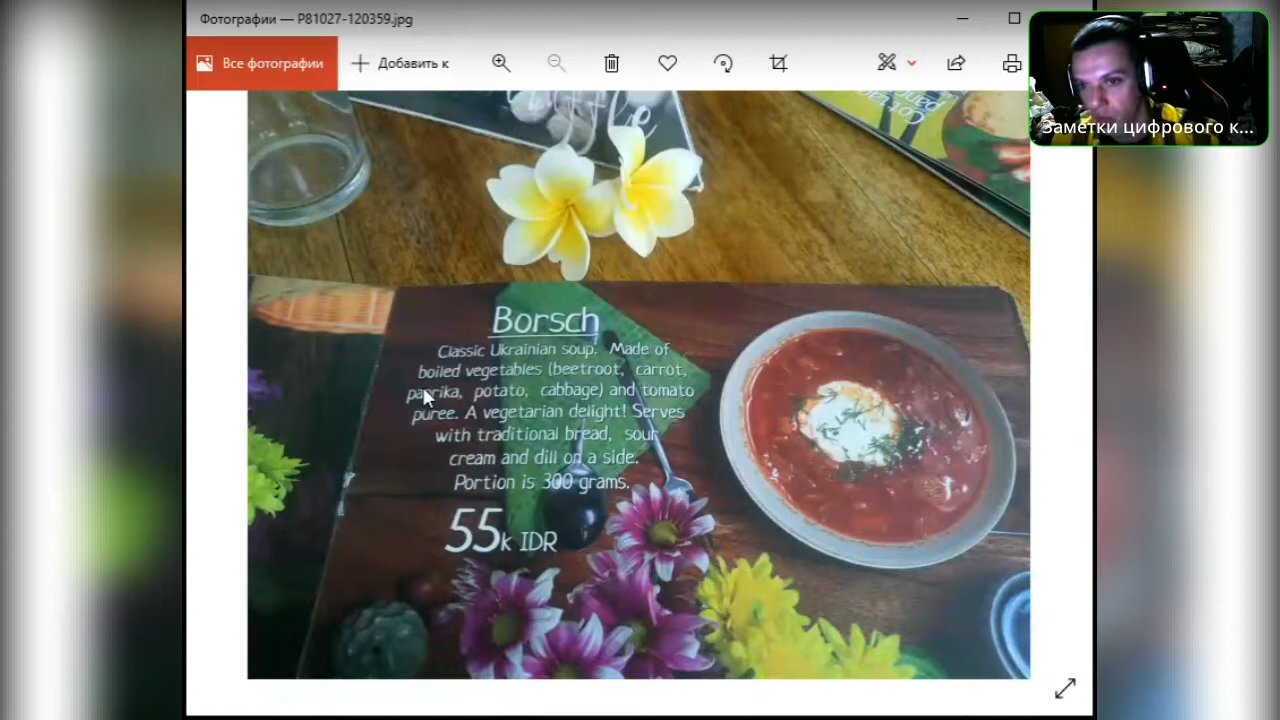 Фотографии — P81027-120359.jpg
Все фотографии
Добавить к
Заметки цифрового к...
Borsch
Classic Ukrainian soup. Made of
boiled vegetables (beetroot, carrot,
paprika, potato, cabbage) and tomato
puree. A vegetarian delight! Serves
with traditional bread, sour
cream and dill on a side.
Portion is 300 grams.
55k IDR